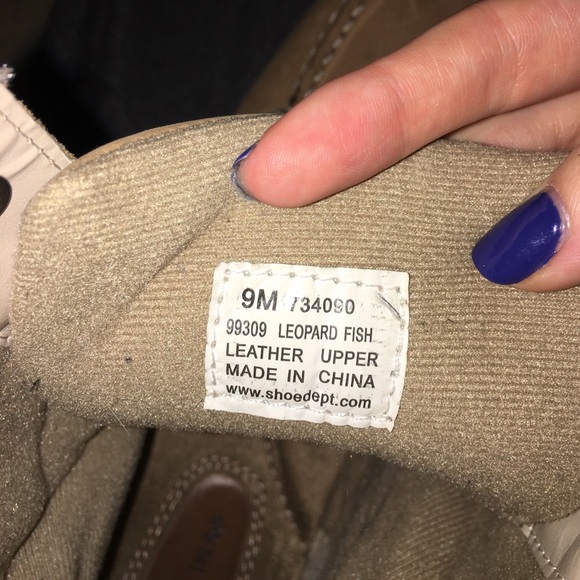 9M 734090
99309 LEOPARD FISH
LEATHER UPPER
MADE IN CHINA
www.shoedept.com